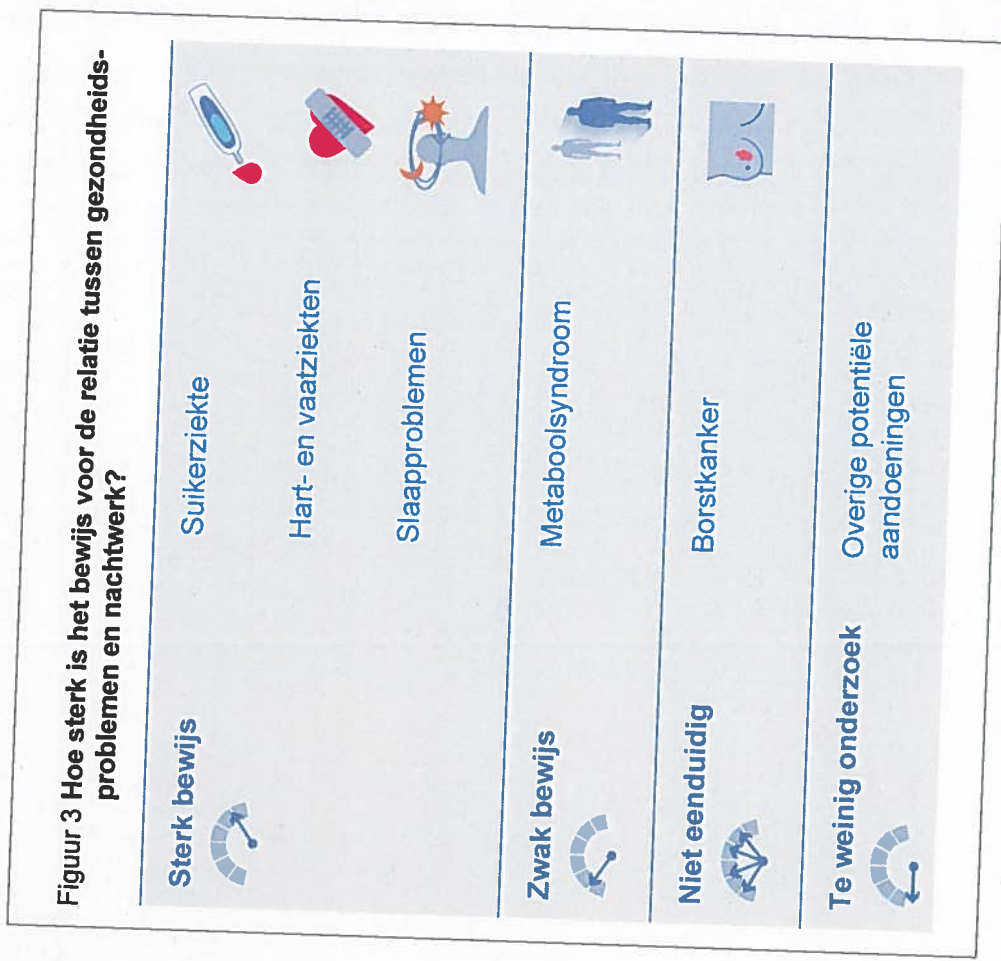 Figuur 3 Hoe sterk is het bewijs voor de relatie tussen gezondheids-
problemen en nachtwerk?
Sterk bewijs
Suikerziekte
Hart- en vaatziekten
Slaapproblemen
Zwak bewijs
Metaboolsyndroom
Niet eenduidig
Borstkanker
Te weinig onderzoek
Overige potentiële
aandoeningen